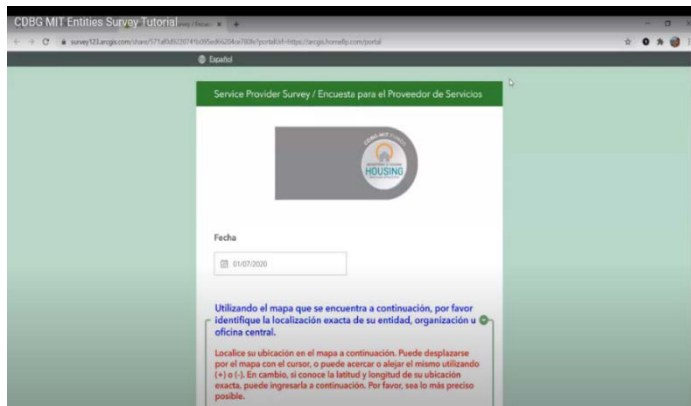 CDBG MIT Entities Survey Tutorial
Español
Service Provider Survey / Encuesta para el Proveedor de Servicios
CDBG-MIT
HOUSING
Fecha
01/07/2020
Utilizando el mapa que se encuentra a continuación, por favor
identifique la localización exacta de su entidad, organización u
oficina central.
Localice su ubicación en el mapa a continuación. Puede desplazarse
por el mapa con el cursor, o puede acercar o alejar el mismo utilizando
(+) o (-). En cambio, si conoce la latitud y longitud de su ubicación
exacta, puede ingresarla a continuación. Por favor, sea lo más preciso
posible.